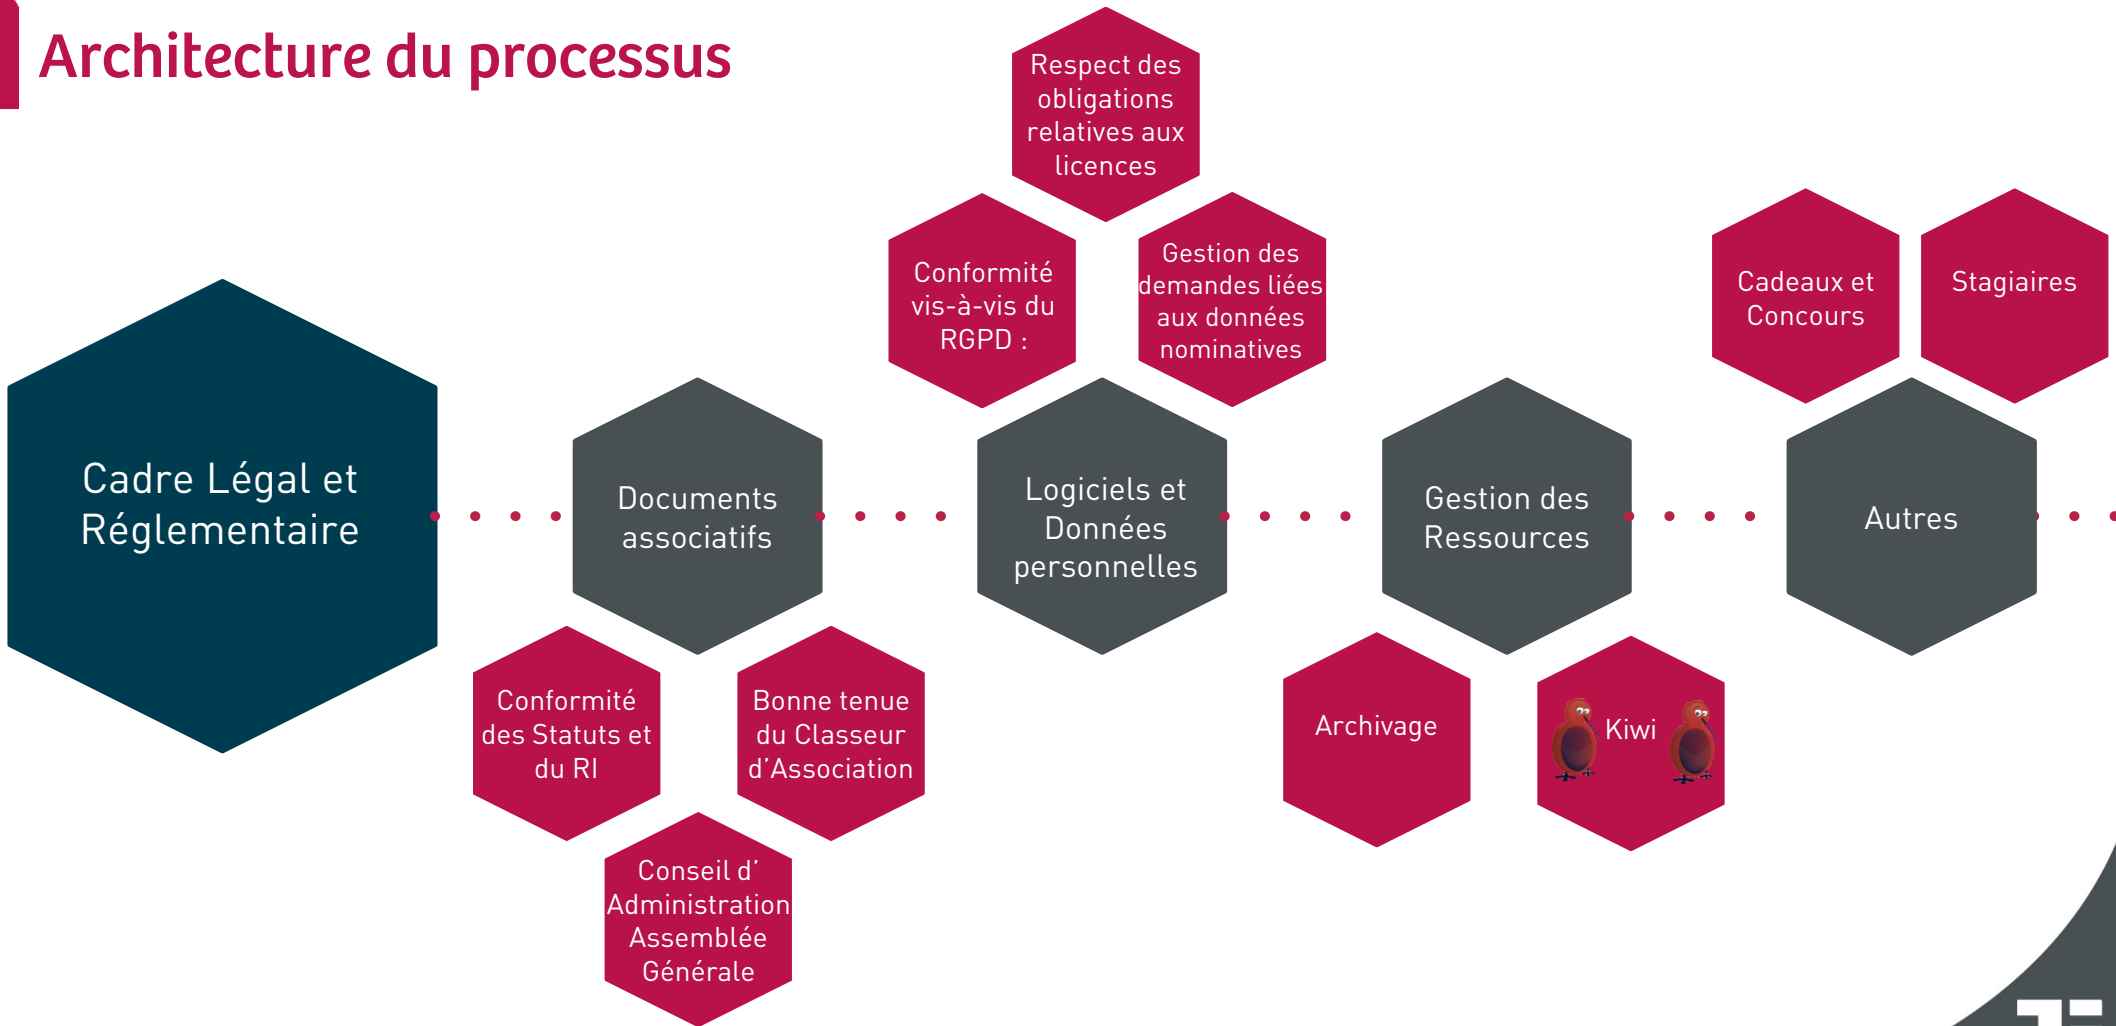 Architecture du processus
Respect des
obligations
relatives aux
licences
Conformité
vis-à-vis du
RGPD :
Gestion des
demandes liées
aux données
nominatives
Cadeaux et
Concours
Stagiaires
Cadre Légal et
Réglementaire
Documents
associatifs
Logiciels et
Données
personnelles
Gestion des
Ressources
Autres
Conformité
des Statuts et
du RI
Bonne tenue
du Classeur
d’Association
Conseil d’
Administration
Assemblée
Générale
Archivage
Kiwi